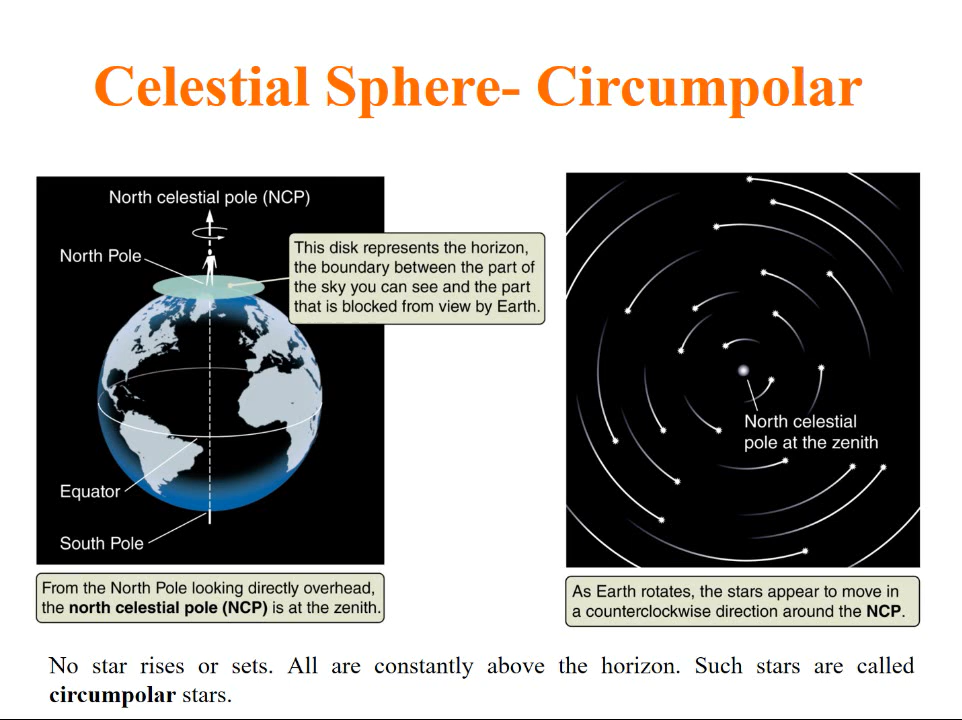 Celestial Sphere- Circumpolar
North celestial pole (NCP)
North Pole
This disk represents the horizon,
the boundary between the part of
the sky you can see and the part
that is blocked from view by Earth.
Equator
South Pole
From the North Pole looking directly overhead,
the north celestial pole (NCP) is at the zenith.
North celestial
pole at the zenith
As Earth rotates, the stars appear to move in
a counterclockwise direction around the NCP.
No star rises or sets. All are constantly above the horizon. Such stars are called
circumpolar stars.